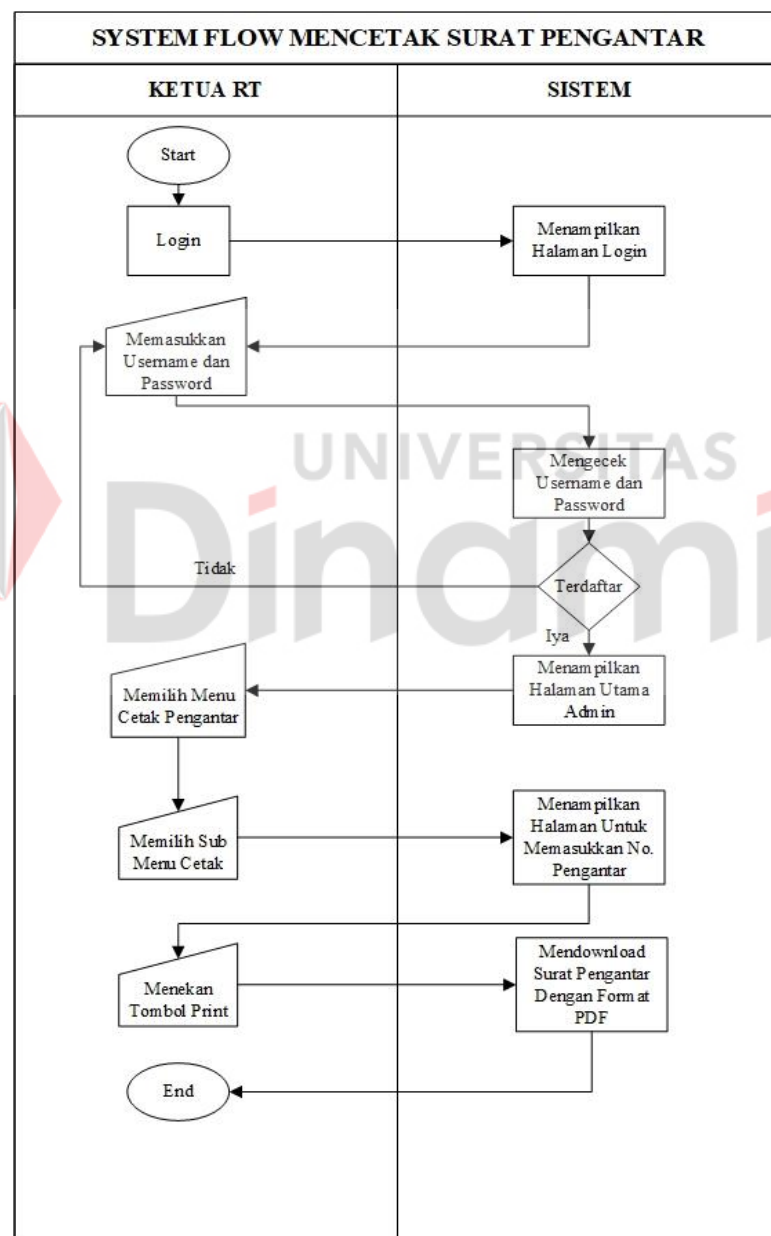 SYSTEM FLOW MENCETAK SURAT PENGANTAR
KETUA RT
SISTEM
Start
Login
Menampilkan
Halaman Login
Memasukkan
Username dan
Password
UNIVERSITAS
Dinami
Mengecek
Username dan
Password
Tidak
Terdaftar
Iya
Menampilkan
Halaman Utama
Admin
Memilih Menu
Cetak Pengantar
Memilih Sub
Menu Cetak
Menampilkan
Halaman Untuk
Memasukkan No.
Pengantar
Menekan
Tombol Print
Mendownload
Surat Pengantar
Dengan Format
PDF
End